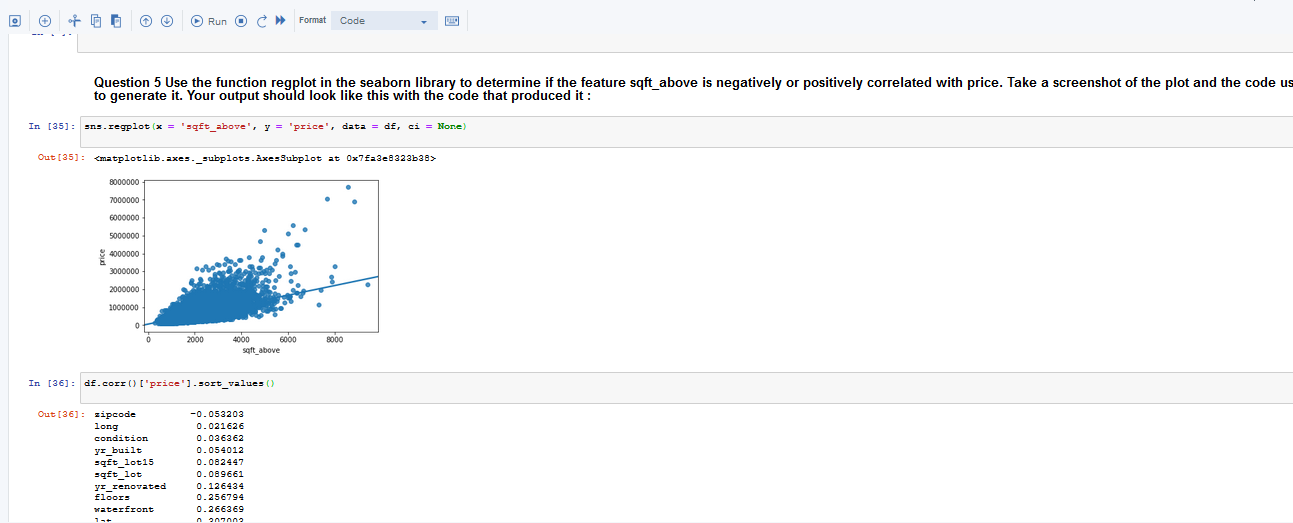 Run
Format
Code
Question 5 Use the function regplot in the seaborn library to determine if the feature sqft_above is negatively or positively correlated with price. Take a screenshot of the plot and the code
to generate it. Your output should look like this with the code that produced it :
In [35]: sns.regplot(x = 'sqft_above', y = 'price', data = df, ci = None)
Out[35]: <matplotlib.axes._subplots.AxesSubplot at 0x7fa3e8323b38>
8000000
7000000
6000000
5000000
4000000
3000000
2000000
1000000
0
price
0 2000 4000 6000 8000
sqft_above
In [36]: df.corr()['price'].sort_values()
Out[36]: zipcode -0.053203
long 0.021626
condition 0.036362
yr_built 0.054012
sqft_lot15 0.082447
sqft_lot 0.089661
yr_renovated 0.126434
floors 0.256794
waterfront 0.266369
lat 0.307003